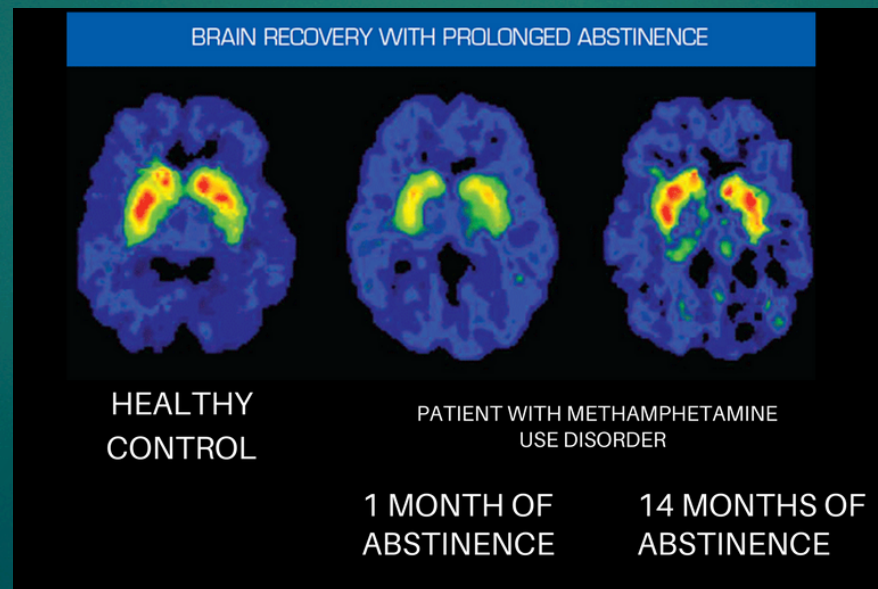 BRAIN RECOVERY WITH PROLONGED ABSTINENCE
HEALTHY
CONTROL
PATIENT WITH METHAMPHETAMINE
USE DISORDER
1 MONTH OF
ABSTINENCE
14 MONTHS OF
ABSTINENCE